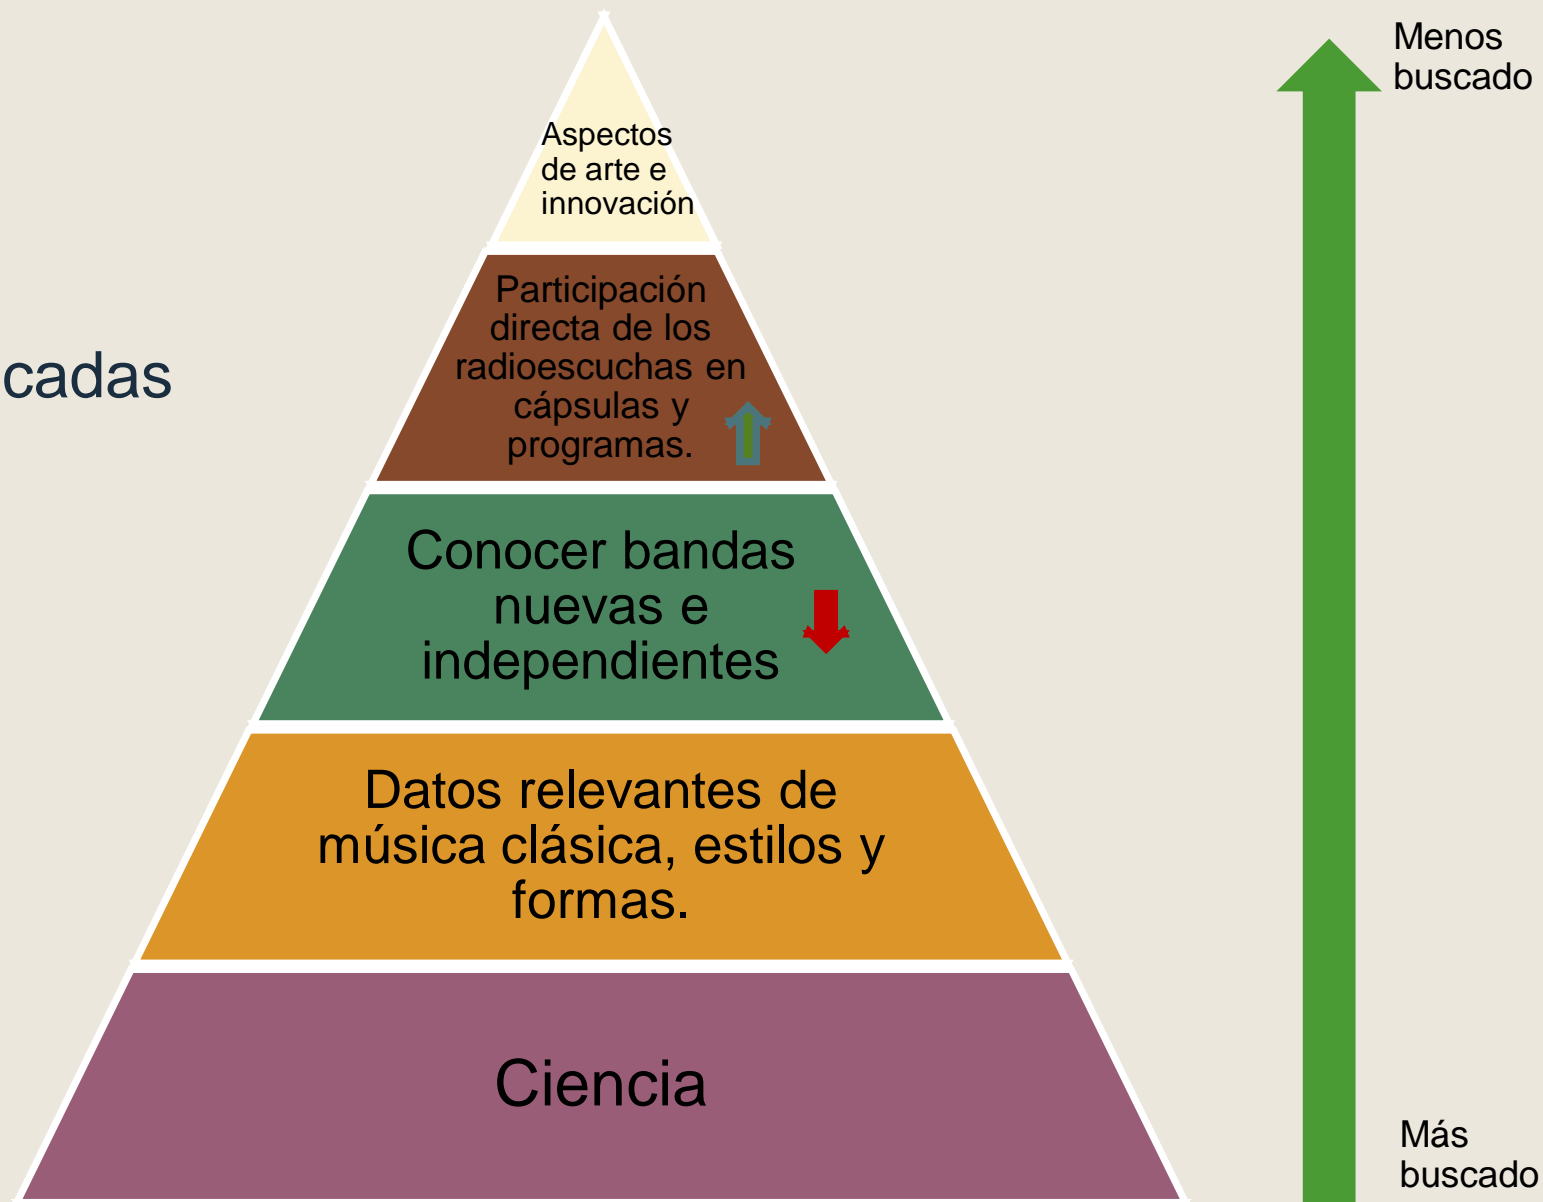 Menos
buscado
Aspectos
de arte e
innovación
Participación
directa de los
radioescuchas en
cápsulas y
programas.
cadas
Conocer bandas
nuevas e
independientes
Datos relevantes de
música clásica, estilos y
formas.
Ciencia
Más
buscado